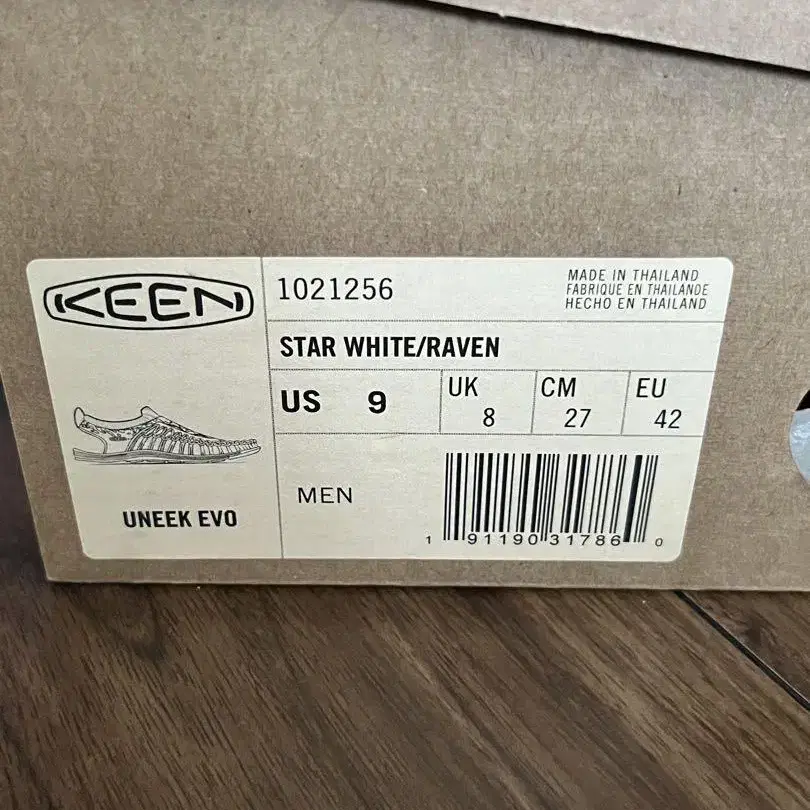 KEEN
1021256
MADE IN THAILAND
FABRIQUE EN THAILANDE
HECHO EN THAILAND
STAR WHITE/RAVEN
US 9
UK 8
CM 27
EU 42
UNEEK EVO
MEN
1 91190 31786 0